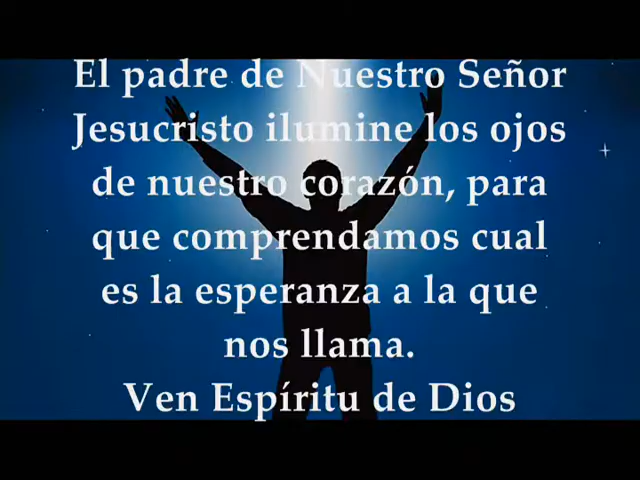 El padre de Nuestro Señor
Jesucristo ilumine los ojos
de nuestro corazón, para
que comprendamos cual
es la esperanza a la que
nos llama.
Ven Espíritu de Dios